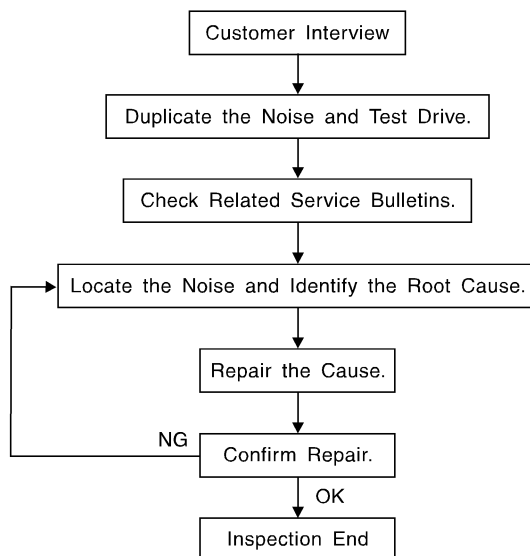 Customer Interview
Duplicate the Noise and Test Drive.
Check Related Service Bulletins.
Locate the Noise and Identify the Root Cause.
Repair the Cause.
NG
Confirm Repair.
OK
Inspection End